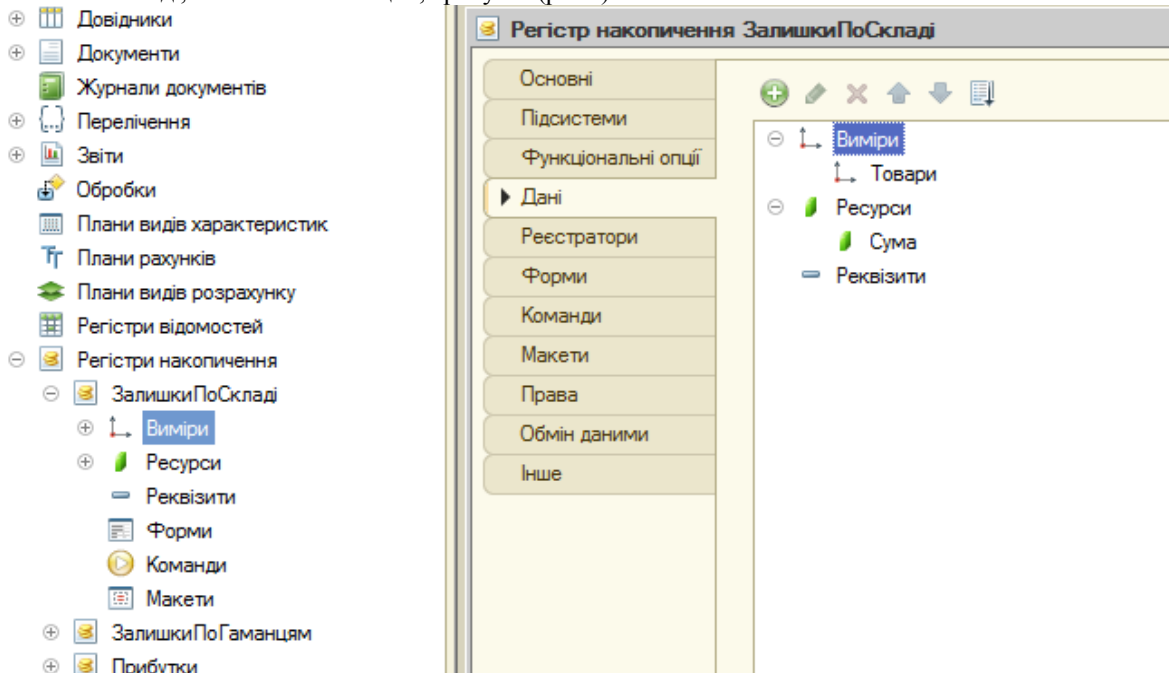 Довідники
Документи
Журнали документів
Перелічення
Звіти
Обробки
Плани видів характеристик
Плани рахунків
Плани видів розрахунку
Регістри відомостей
Регістри накопичення
ЗалишкиПоСкладі
Виміри
Ресурси
Реквізити
Форми
Команди
Макети
ЗалишкиПоГаманцям
Прибутки
Регістр накопичення ЗалишкиПоСкладі
Основні
Підсистеми
Функціональні опції
Дані
Реєстратори
Форми
Команди
Макети
Права
Обмін даними
Інше
Виміри
Товари
Ресурси
Сума
Реквізити